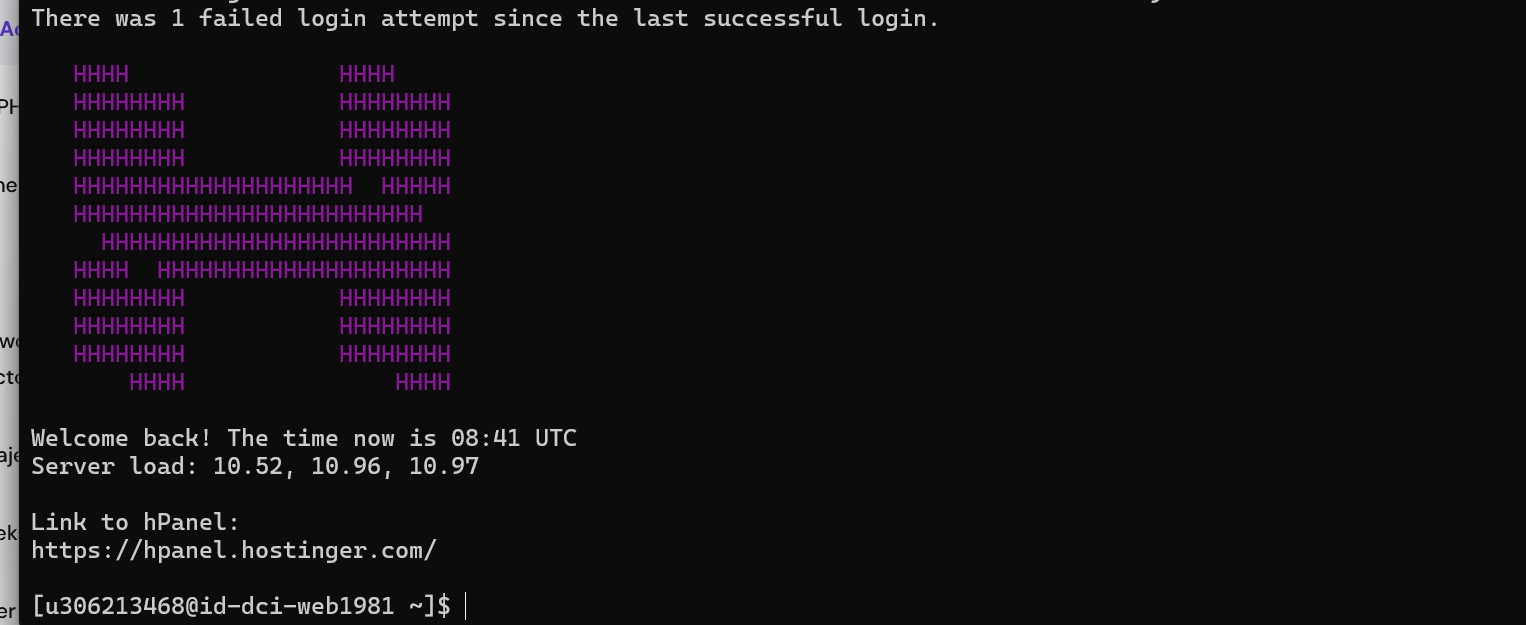 There was 1 failed login attempt since the last successful login.
HHHH               HHHH
HHHHHHHH           HHHHHHHH
HHHHHHHH           HHHHHHHH
HHHHHHHH           HHHHHHHH
HHHHHHHHHHHHHHHHHHHH  HHHHH
HHHHHHHHHHHHHHHHHHHHHHHHH
  HHHHHHHHHHHHHHHHHHHHHHHHH
HHHH  HHHHHHHHHHHHHHHHHHHHH
HHHHHHHH           HHHHHHHH
HHHHHHHH           HHHHHHHH
HHHHHHHH           HHHHHHHH
    HHHH               HHHH
Welcome back! The time now is 08:41 UTC
Server load: 10.52, 10.96, 10.97
Link to hPanel:
https://hpanel.hostinger.com/
[u306213468@id-dci-web1981 ~]$